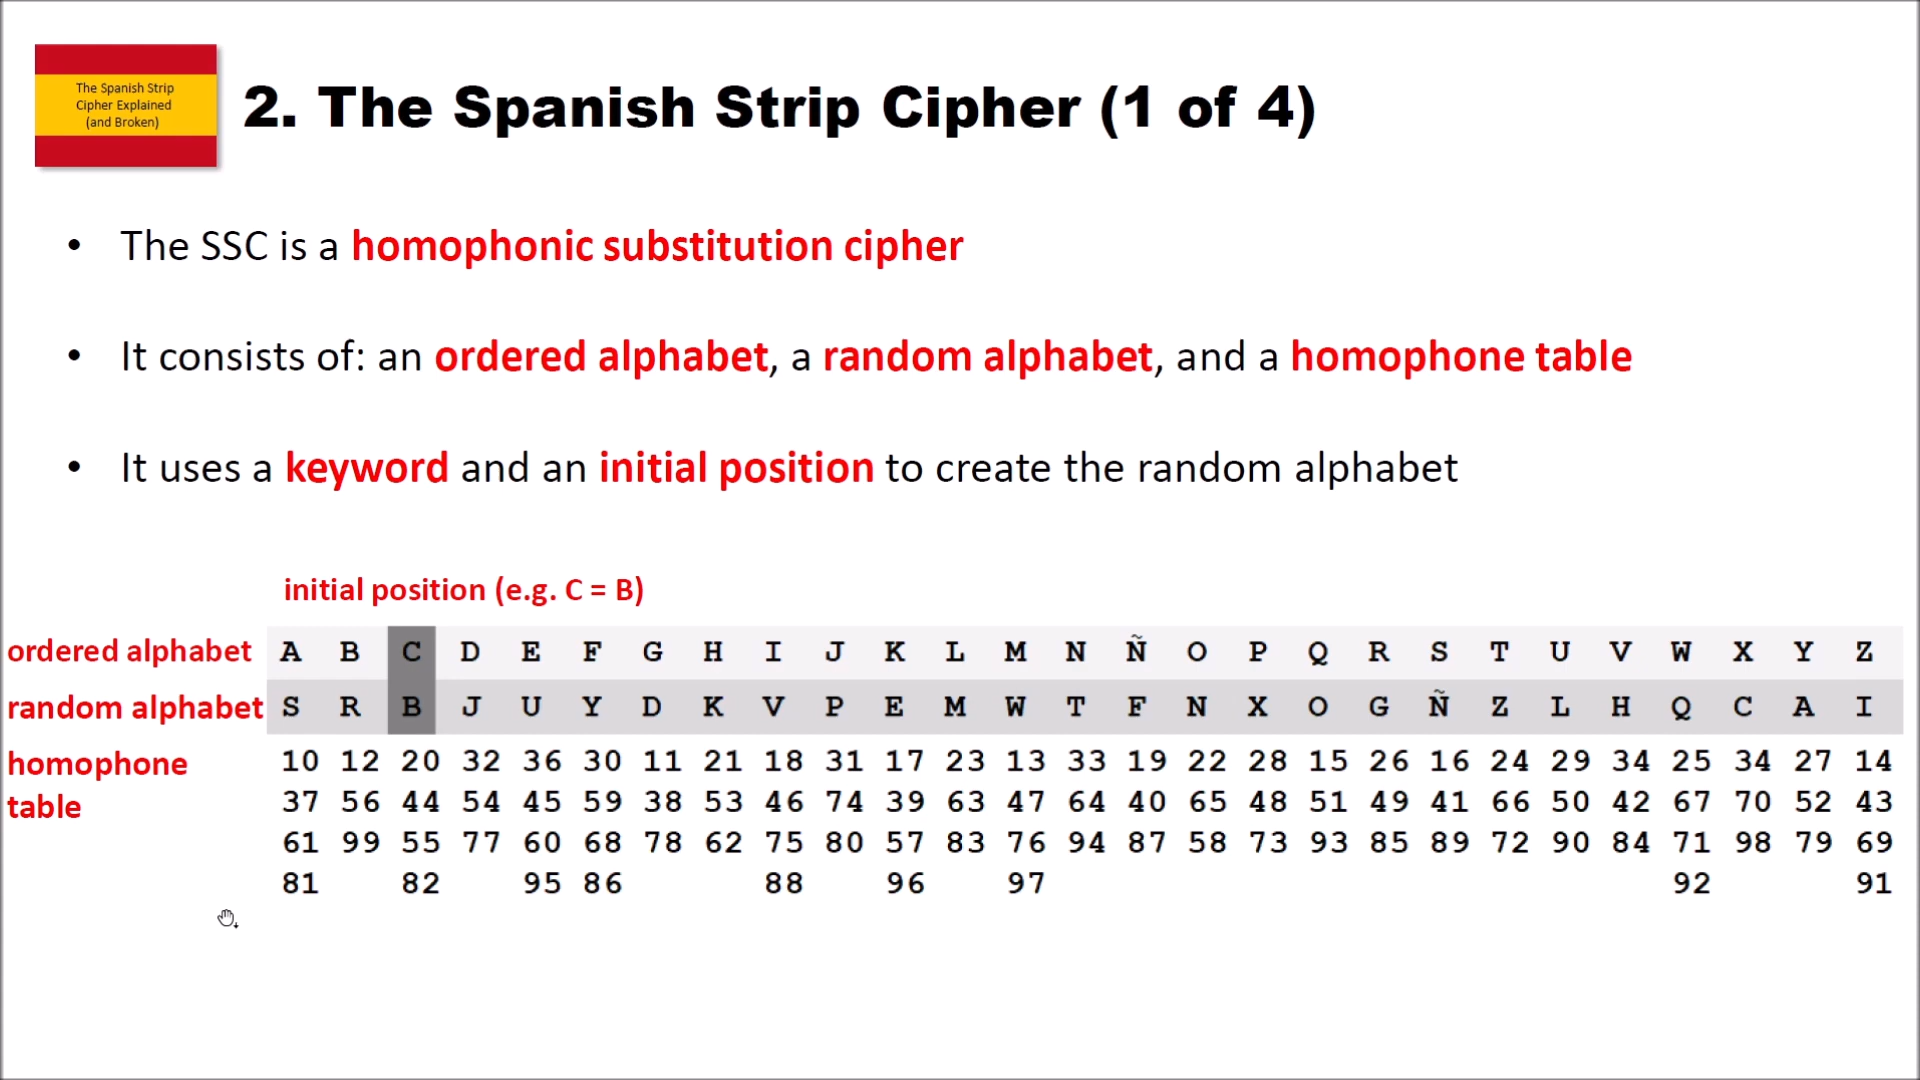 The Spanish Strip
Cipher Explained
(and Broken)
2. The Spanish Strip Cipher (1 of 4)
• The SSC is a homophonic substitution cipher
• It consists of: an ordered alphabet, a random alphabet, and a homophone table
• It uses a keyword and an initial position to create the random alphabet
initial position (e.g. C = B)
ordered alphabet A B C D E F G H I J K L M N Ñ O P Q R S T U V W X Y Z
random alphabet S R B J U Y D K V P E M W T F N X O G Ñ Z L H Q C A I
homophone table
10 12 20 32 36 30 11 21 18 31 17 23 13 33 19 22 28 15 26 16 24 29 34 25 34 27 14
37 56 44 54 45 59 38 53 46 74 39 63 47 64 40 65 48 51 49 41 66 50 42 67 70 52 43
61 99 55 77 60 68 78 62 75 80 57 83 76 94 87 58 73 93 85 89 72 90 84 71 98 79 69
81 82 95 86 88 96 97 92 91